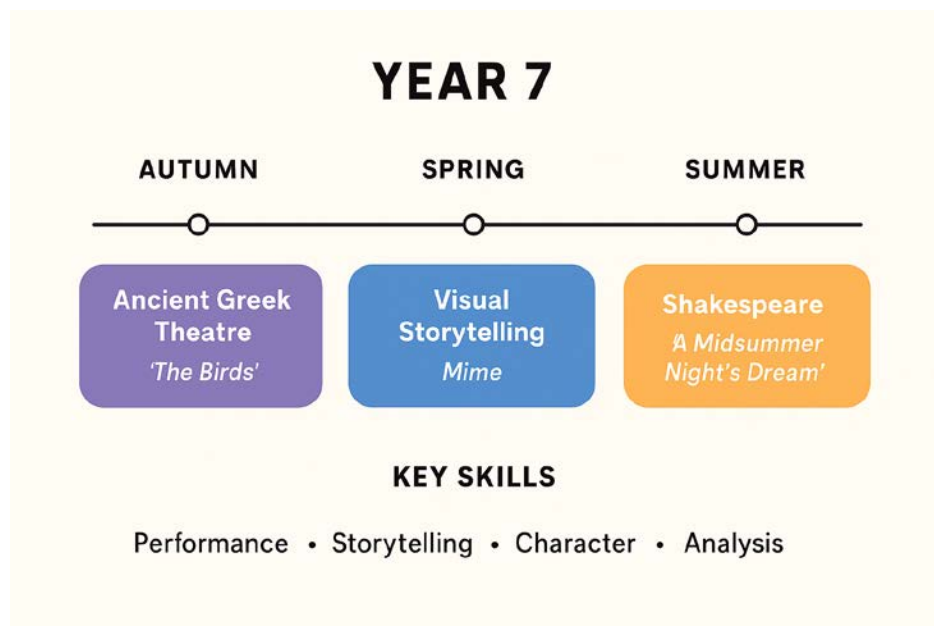 YEAR 7
AUTUMN SPRING SUMMER
Ancient Greek
Theatre
‘The Birds’
Visual
Storytelling
Mime
Shakespeare
‘A Midsummer
Night’s Dream’
KEY SKILLS
Performance • Storytelling • Character • Analysis